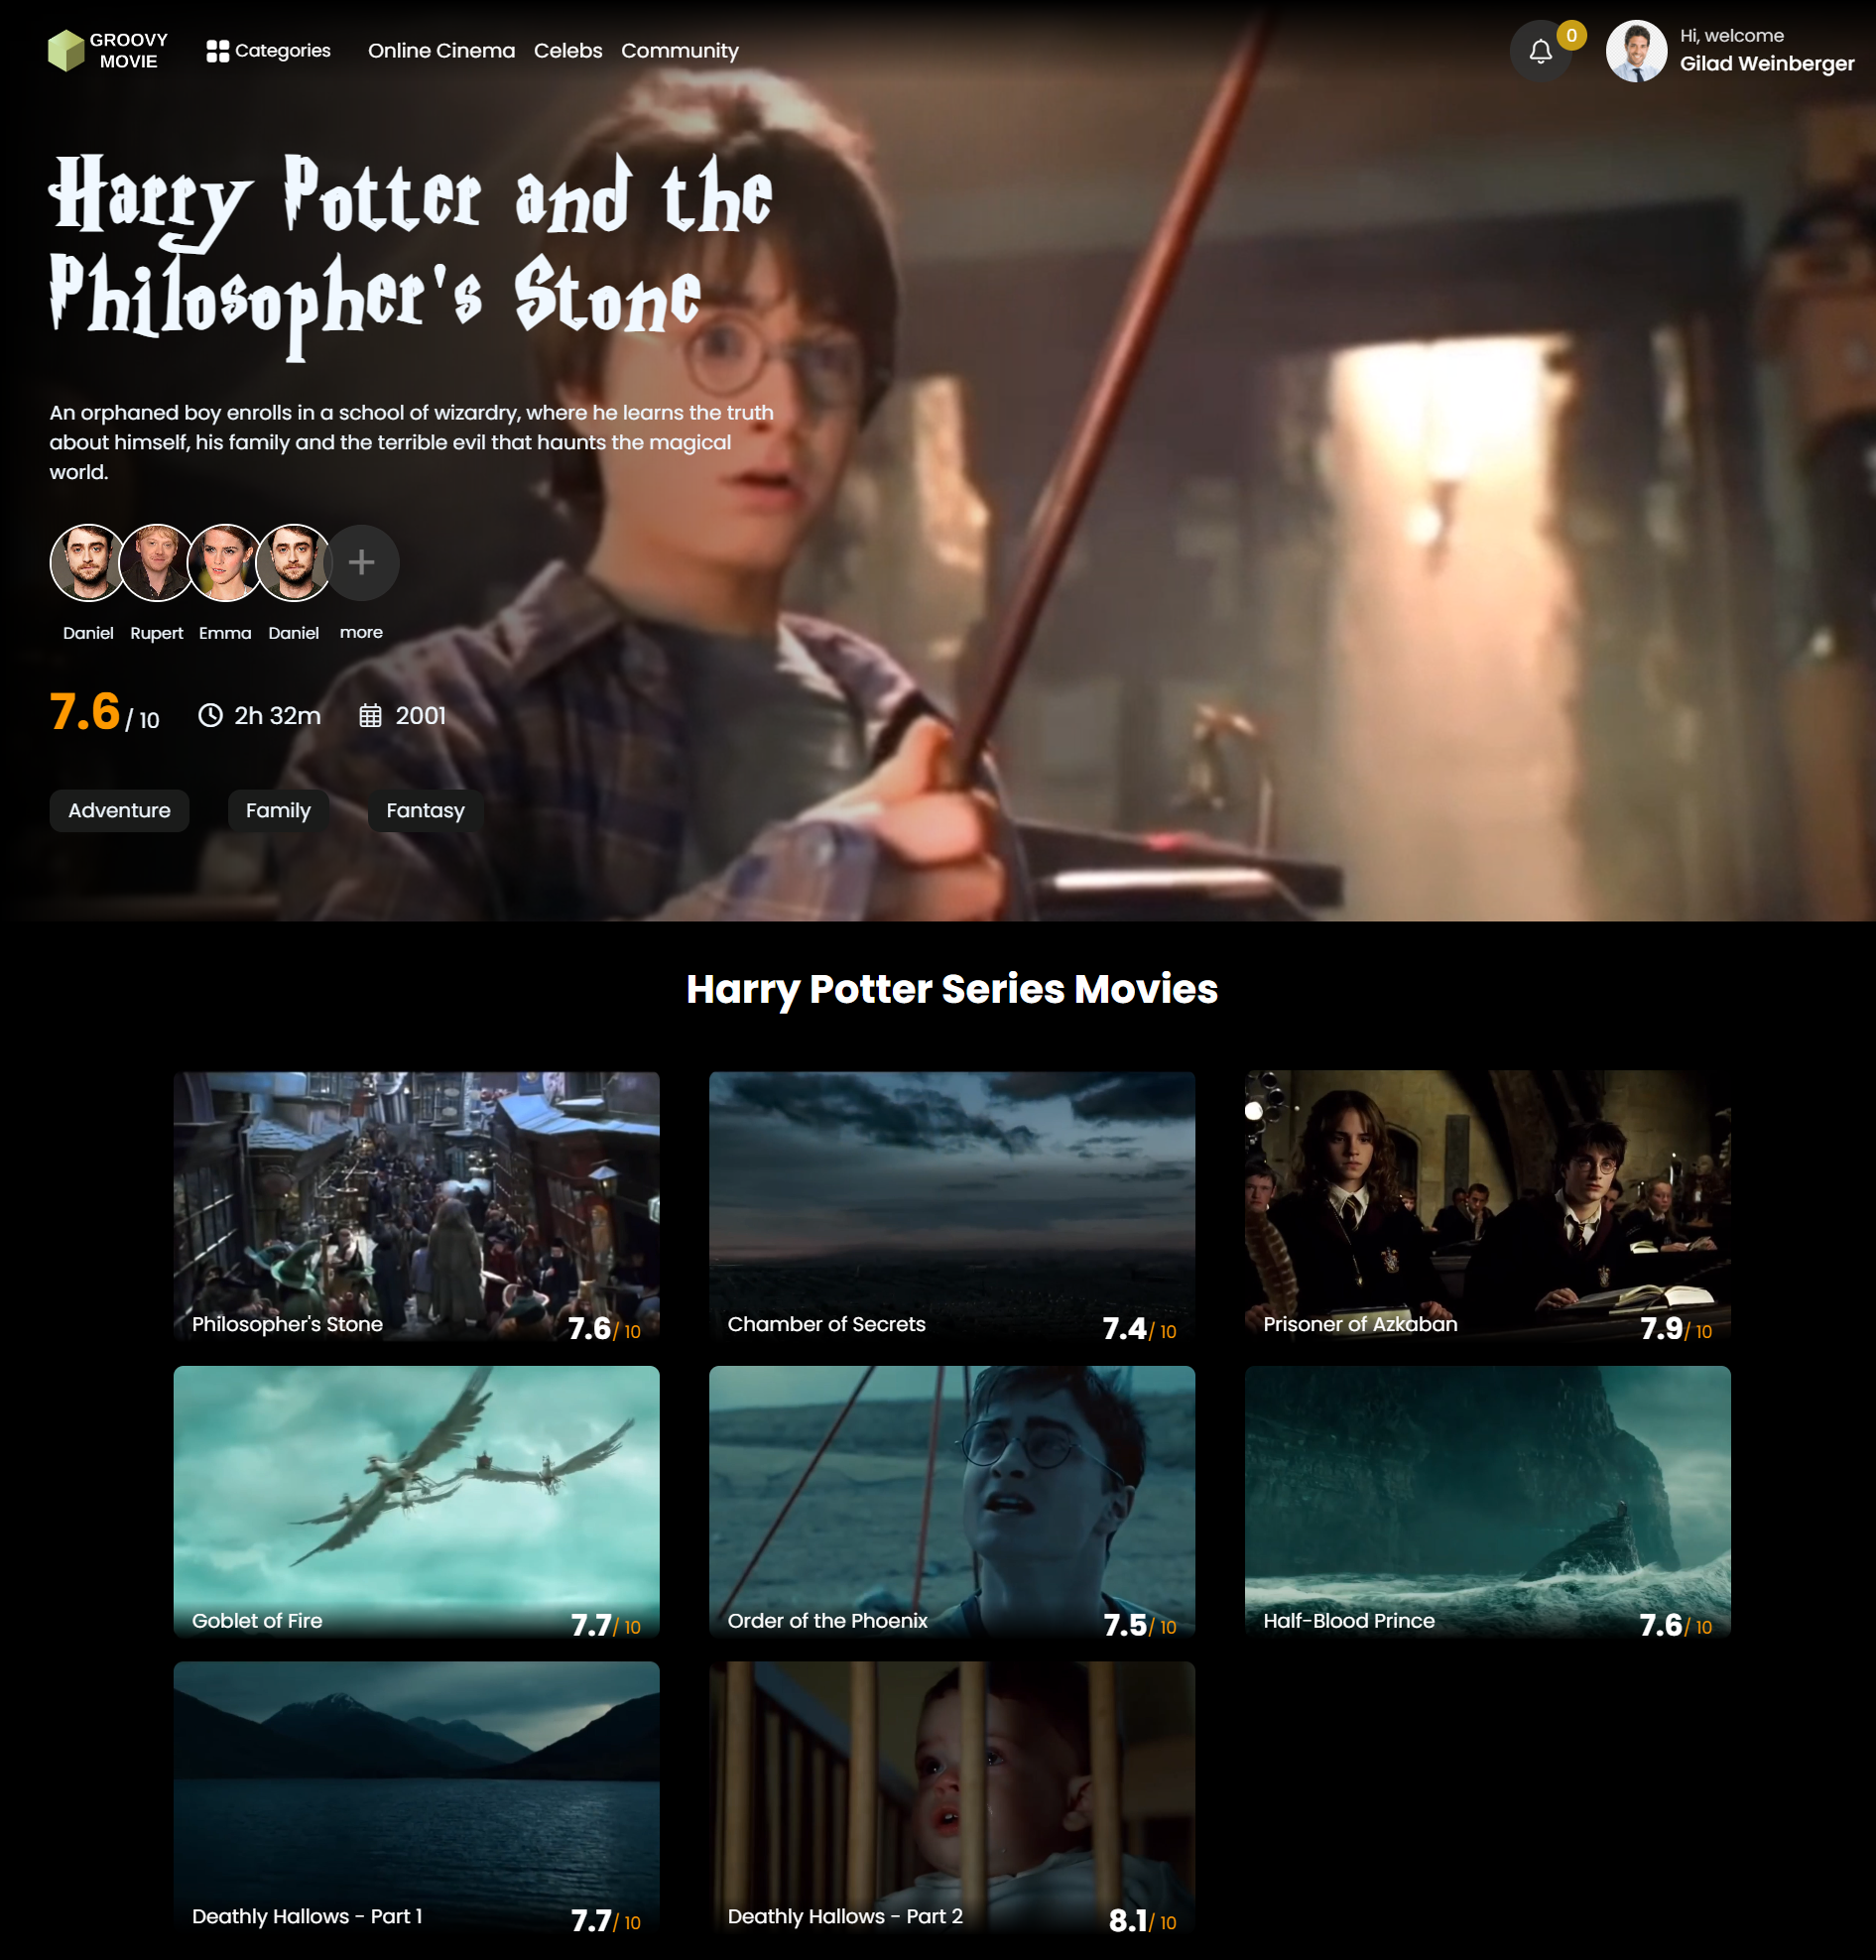 GROOVY
MOVIE
Categories
Online Cinema
Celebs
Community
0
Hi, welcome
Gilad Weinberger
Harry Potter and the
Philosopher's Stone
An orphaned boy enrolls in a school of wizardry, where he learns the truth
about himself, his family and the terrible evil that haunts the magical
world.
Daniel
Rupert
Emma
Daniel
more
7.6 / 10
2h 32m
2001
Adventure
Family
Fantasy
Harry Potter Series Movies
Philosopher's Stone
7.6/ 10
Chamber of Secrets
7.4/ 10
Prisoner of Azkaban
7.9/ 10
Goblet of Fire
7.7/ 10
Order of the Phoenix
7.5/ 10
Half-Blood Prince
7.6/ 10
Deathly Hallows - Part 1
7.7/ 10
Deathly Hallows - Part 2
8.1/ 10